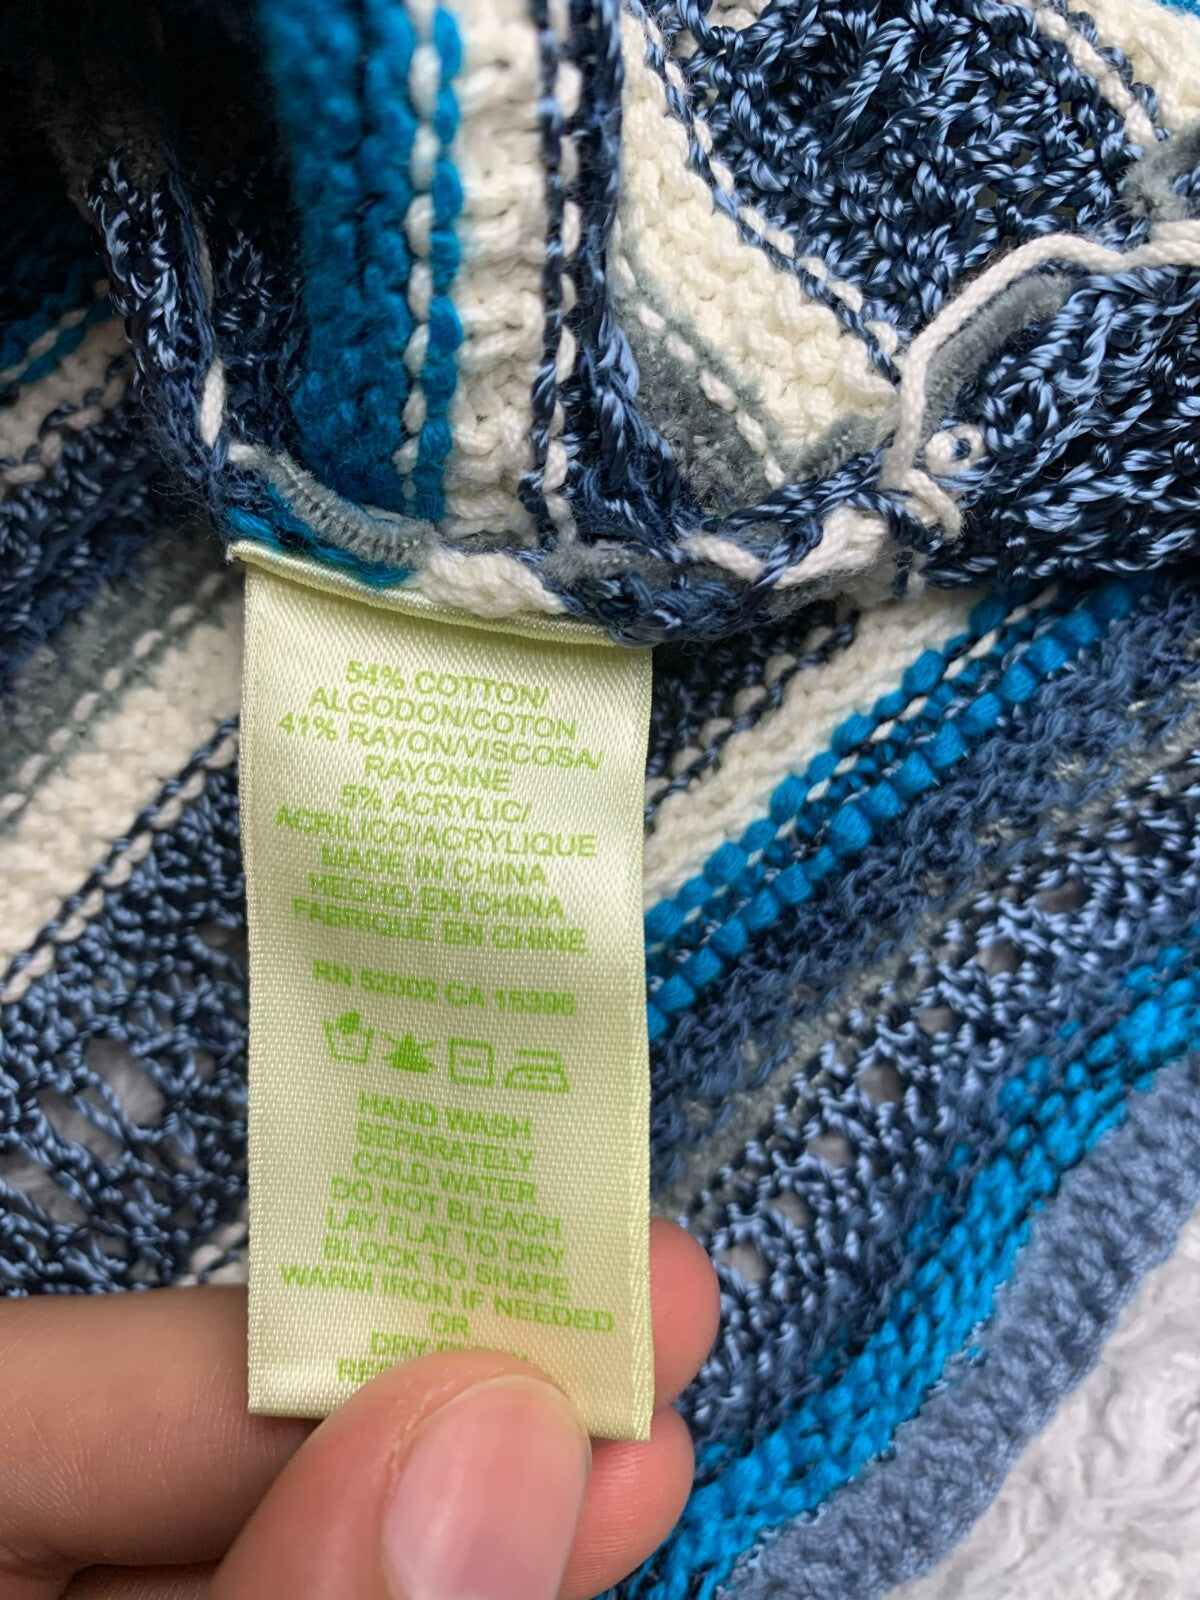 54% COTTON/
ALGODON/COTON
41% RAYON/VISCOSA/
RAYONNE
5% ACRYLIC/
ACRILICO/ACRYLIQUE
MADE IN CHINA
HECHO EN CHINA
FABRIQUÉ EN CHINE
RN 52002 CA 15396
HAND WASH
SEPARATELY
COLD WATER
DO NOT BLEACH
LAY FLAT TO DRY
BLOCK TO SHAPE
WARM IRON IF NEEDED
OR
DRY